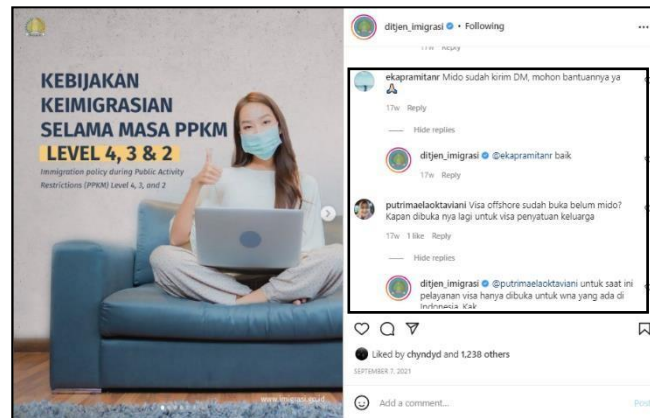 KEBIJAKAN
KEIMIGRASIAN
SELAMA MASA PPKM
LEVEL 4, 3 & 2
Immigration policy during Public Activity
Restrictions (PPKM) Level 4, 3, and 2
www.imigrasi.go.id
ditjen_imigrasi • Following
17w Reply
ekapramitanr Mido sudah kirim DM, mohon bantuannya ya
17w Reply
Hide replies
ditjen_imigrasi @ekapramitanr baik
17w Reply
putrimaelaoktaviani Visa offshore sudah buka belum mido?
Kapan dibuka nya lagi untuk visa penyatuan keluarga
17w 1 like Reply
Hide replies
ditjen_imigrasi @putrimaelaoktaviani untuk saat ini
pelayanan visa hanya dibuka untuk wna yang ada di
Indonesia, Kak
Liked by chyndyd and 1,238 others
SEPTEMBER 7, 2021
Add a comment...
Post